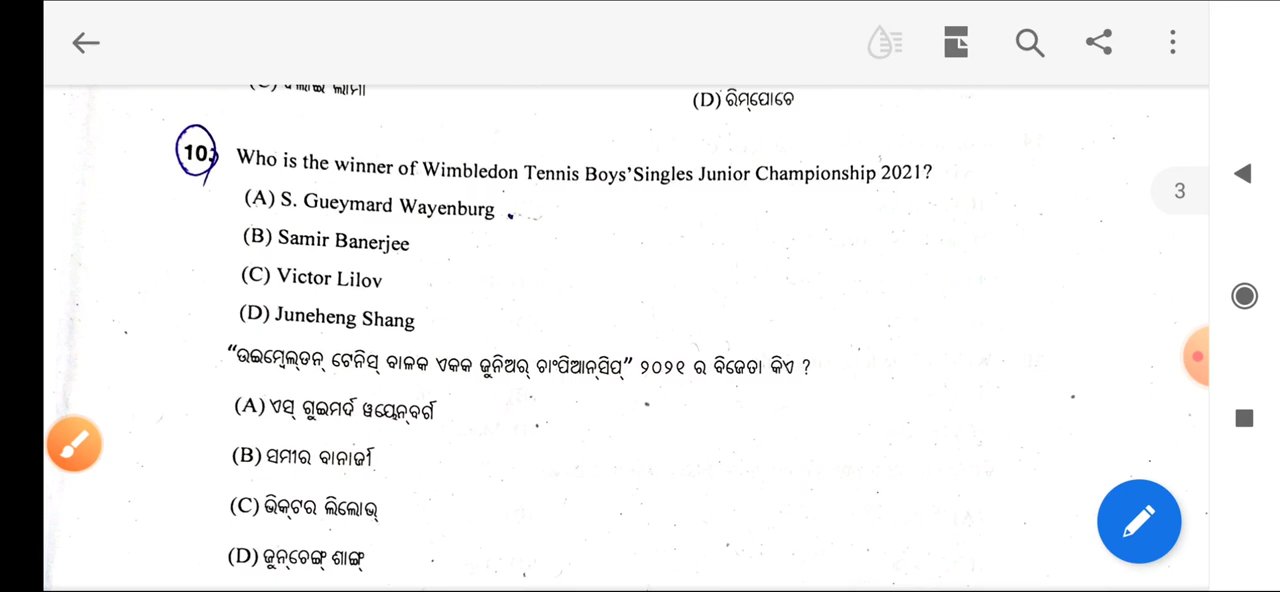 (D) ରିମ୍‌ପୋଚେ
3
10. Who is the winner of Wimbledon Tennis Boys'Singles Junior Championship 2021?
(A) S. Gueymard Wayenburg
(B) Samir Banerjee
(C) Victor Lilov
(D) Juneheng Shang
“ଉଇମ୍ବେଲ୍‌ଡନ୍ ଟେନିସ୍ ବାଳକ ଏକକ ଜୁନିଅର୍ ଚାଂପିଆନ୍‌ସିପ୍” ୨୦୨୧ ର ବିଜେତା କିଏ ?
(A) ଏସ୍ ଗୁଇମର୍ଦ ୱୟେନ୍‌ବର୍ଗ
(B) ସମୀର ବାନାର୍ଜୀ
(C) ଭିକ୍‌ଟର ଲିଲୋଭ୍
(D) ଜୁନ୍‌ଚେଙ୍ଗ୍ ଶାଙ୍ଗ୍